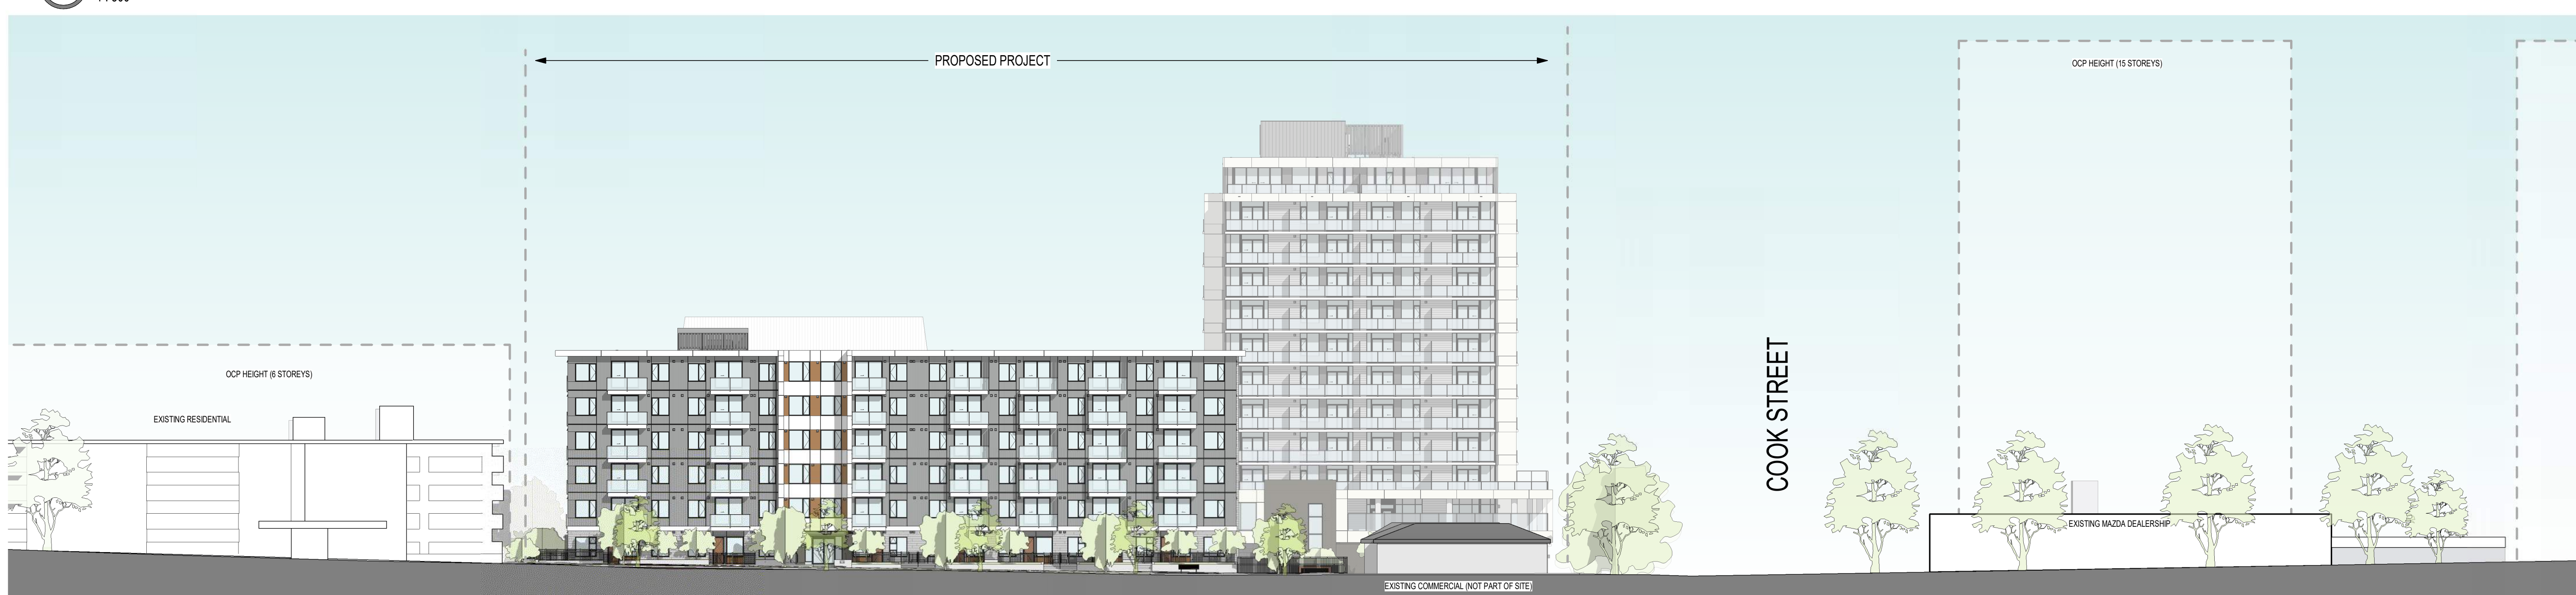 PROPOSED PROJECT
OCP HEIGHT (15 STOREYS)
OCP HEIGHT (6 STOREYS)
EXISTING RESIDENTIAL
COOK STREET
EXISTING MAZDA DEALERSHIP
EXISTING COMMERCIAL (NOT PART OF SITE)